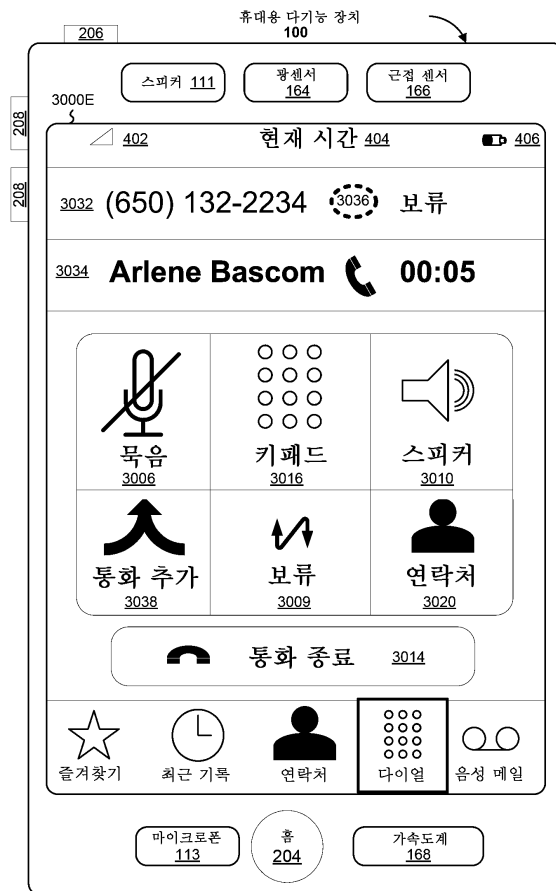 휴대용 다기능 장치
100
206
스피커 111
광센서
164
근접 센서
166
3000E
208
208
402
현재 시간 404
406
3032 (650) 132-2234 3036 보류
3034 Arlene Bascom 00:05
묵음
3006
키패드
3016
스피커
3010
통화 추가
3038
보류
3009
연락처
3020
통화 종료 3014
즐겨찾기
최근 기록
연락처
다이얼
음성 메일
마이크로폰
113
홈
204
가속도계
168